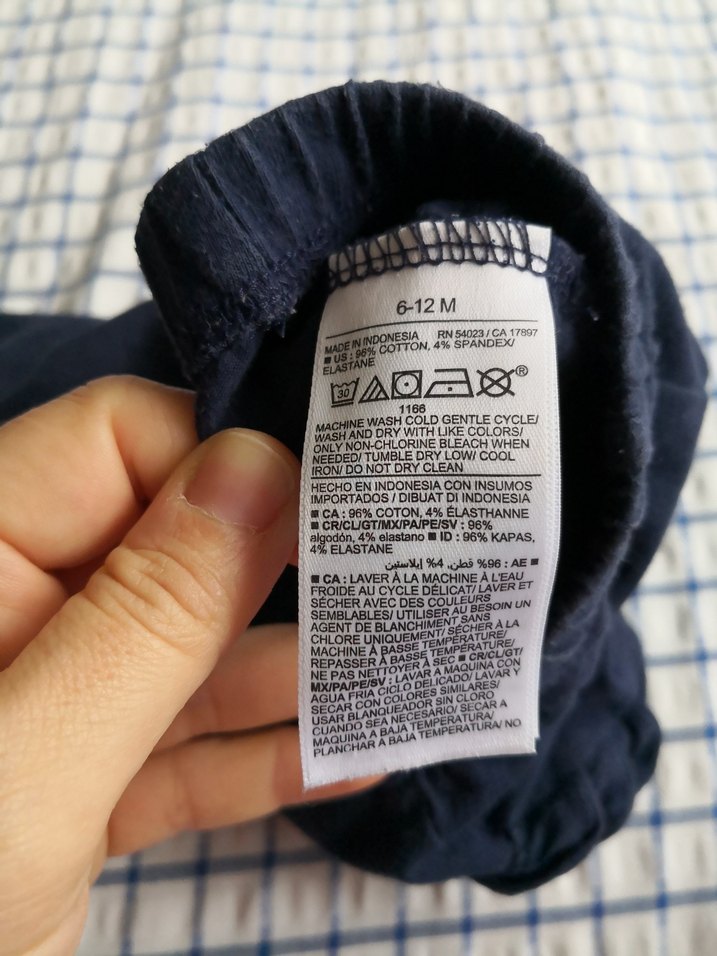 6-12 M
MADE IN INDONESIA RN 54023 / CA 17897
■ US : 96% COTTON, 4% SPANDEX/
ELASTANE
30 ®
1166
MACHINE WASH COLD GENTLE CYCLE/
WASH AND DRY WITH LIKE COLORS/
ONLY NON-CHLORINE BLEACH WHEN
NEEDED/ TUMBLE DRY LOW/ COOL
IRON/ DO NOT DRY CLEAN
HECHO EN INDONESIA CON INSUMOS
IMPORTADOS / DIBUAT DI INDONESIA
■ CA : 96% COTON, 4% ÉLASTHANNE
■ CR/CL/GT/MX/PA/PE/SV : 96%
algodón, 4% elastano ■ ID : 96% KAPAS,
4% ELASTANE
■ AE : 96% قطن, 4% إيلاستين
■ CA : LAVER À LA MACHINE À L'EAU
FROIDE AU CYCLE DÉLICAT/ LAVER ET
SÉCHER AVEC DES COULEURS
SEMBLABLES/ UTILISER AU BESOIN UN
AGENT DE BLANCHIMENT SANS
CHLORE UNIQUEMENT/ SÉCHER À LA
MACHINE À BASSE TEMPÉRATURE/
REPASSER À BASSE TEMPÉRATURE/
NE PAS NETTOYER À SEC ■ CR/CL/GT/
MX/PA/PE/SV : LAVAR A MAQUINA CON
AGUA FRIA CICLO DELICADO/ LAVAR Y
SECAR CON COLORES SIMILARES/
USAR BLANQUEADOR SIN CLORO
CUANDO SEA NECESARIO/ SECAR A
MAQUINA A BAJA TEMPERATURA/
PLANCHAR A BAJA TEMPERATURA/ NO